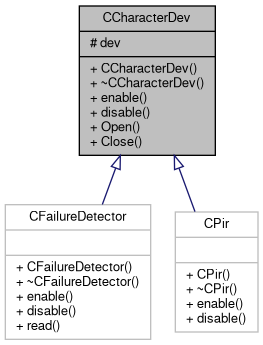 CCharacterDev
# dev
+ CCharacterDev()
+ ~CCharacterDev()
+ enable()
+ disable()
+ Open()
+ Close()
CFailureDetector
+ CFailureDetector()
+ ~CFailureDetector()
+ enable()
+ disable()
+ read()
CPir
+ CPir()
+ ~CPir()
+ enable()
+ disable()